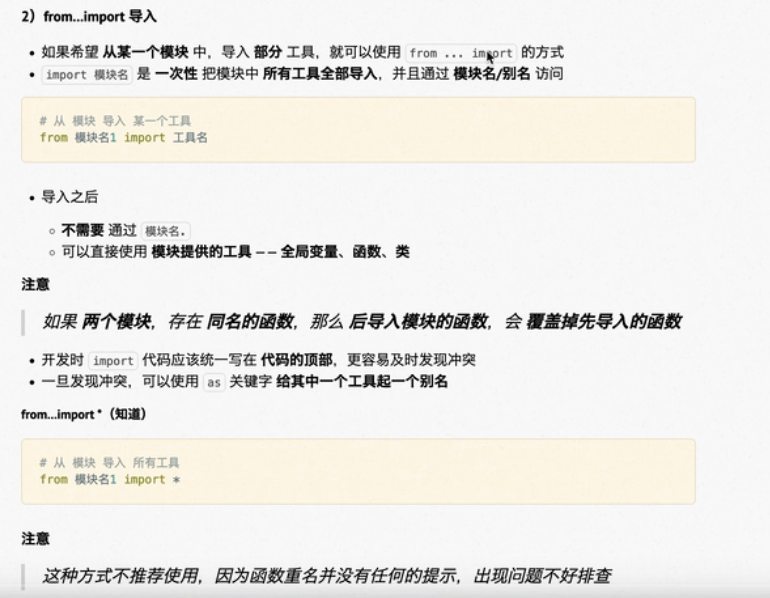 2）from...import 导入
• 如果希望 从某一个模块 中，导入 部分 工具，就可以使用 from ... import 的方式
• import 模块名 是 一次性 把模块中 所有工具全部导入，并且通过 模块名/别名 访问
# 从 模块 导入 某一个工具
from 模块名1 import 工具名
• 导入之后
○ 不需要 通过 模块名.
○ 可以直接使用 模块提供的工具 —— 全局变量、函数、类
注意
如果 两个模块，存在 同名的函数，那么 后导入模块的函数，会 覆盖掉先导入的函数
• 开发时 import 代码应该统一写在 代码的顶部，更容易及时发现冲突
• 一旦发现冲突，可以使用 as 关键字 给其中一个工具起一个别名
from...import *（知道）
# 从 模块 导入 所有工具
from 模块名1 import *
注意
这种方式不推荐使用，因为函数重名并没有任何的提示，出现问题不好排查